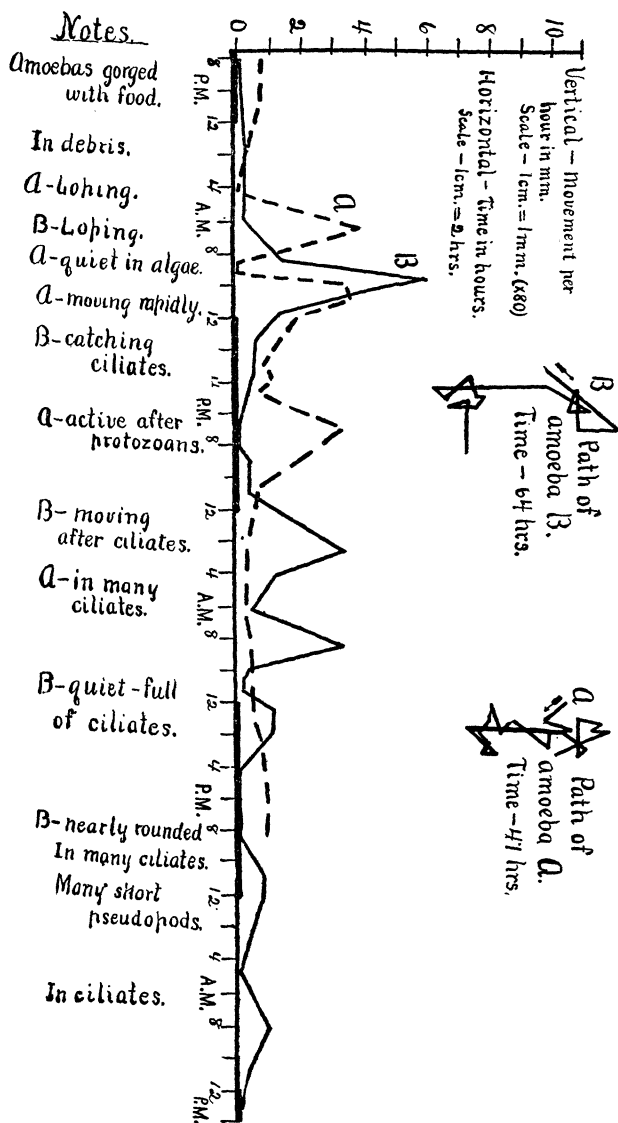 Notes.
Amoebas gorged
with food.
In debris.
A-Loping.
B-Loping.
A-quiet in algae.
A-moving rapidly.
B-catching
ciliates.
A-active after
protozoans.
B-moving
after ciliates.
A-in many
ciliates.
B-quiet-full
of ciliates.
B-nearly rounded
In many ciliates.
Many short
pseudopods.
In ciliates.
0 2 4 6 8 10
Vertical - Movement per
hour in mm.
Scale - 1cm. = 1mm. (x80)
Horizontal - Time in hours.
Scale - 1cm. = 2 hrs.
8
P.M.
12
4
A.M.
8
12
4
P.M.
8
12
4
A.M.
8
12
4
P.M.
8
12
4
A.M.
8
12
P.M.
A
B
B
Path of
amoeba B.
Time - 64 hrs.
A
Path of
amoeba A.
Time - 47 hrs.